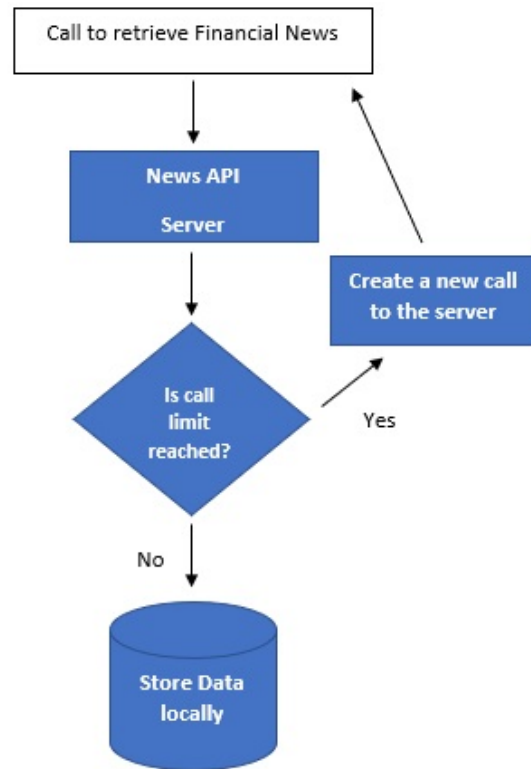 Call to retrieve Financial News
News API
Server
Create a new call
to the server
Is call
limit
reached?
Yes
No
Store Data
locally